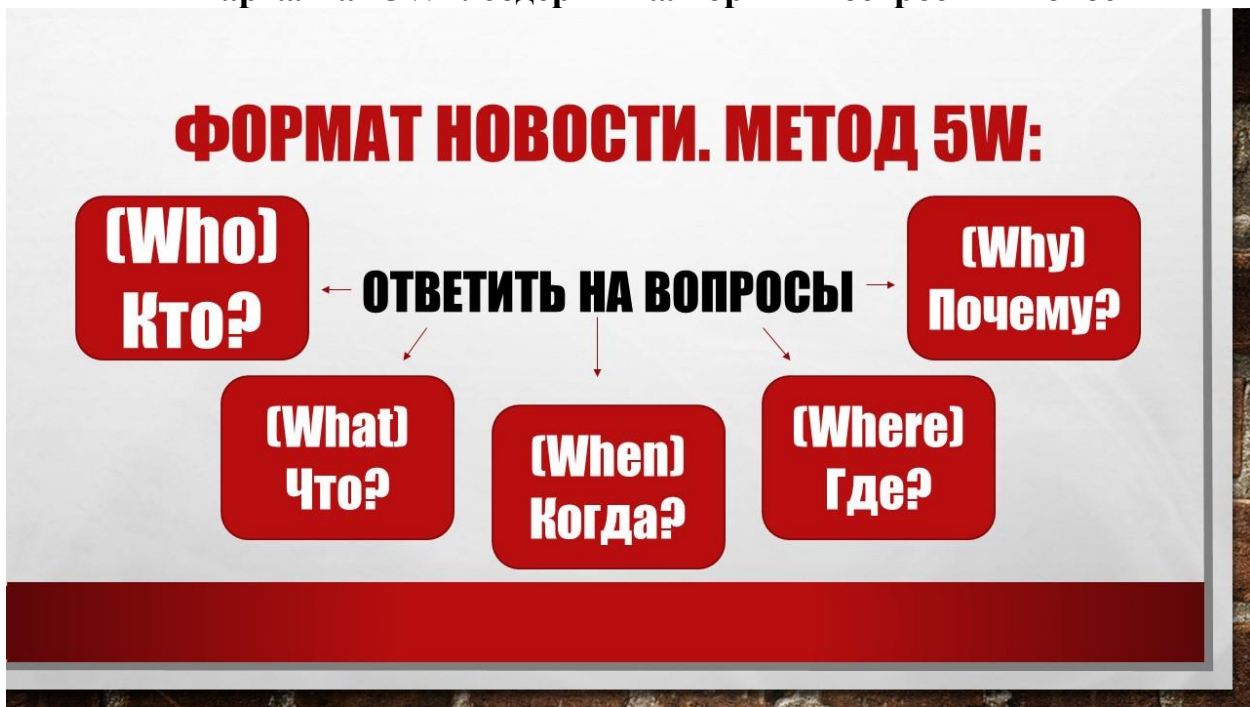 ФОРМАТ НОВОСТИ. МЕТОД 5W:
(Who)
Кто?
ОТВЕТИТЬ НА ВОПРОСЫ
(Why)
Почему?
(What)
Что?
(When)
Когда?
(Where)
Где?